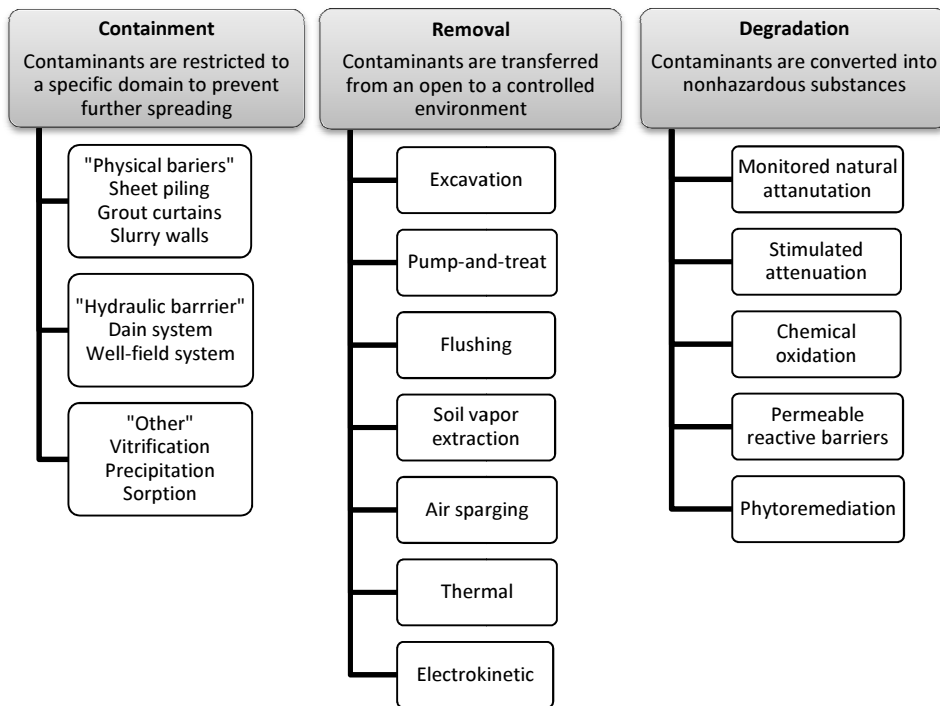 Containment
Contaminants are restricted to
a specific domain to prevent
further spreading
"Physical bariers"
Sheet piling
Grout curtains
Slurry walls
"Hydraulic barrrier"
Dain system
Well-field system
"Other"
Vitrification
Precipitation
Sorption
Removal
Contaminants are transferred
from an open to a controlled
environment
Excavation
Pump-and-treat
Flushing
Soil vapor
extraction
Air sparging
Thermal
Electrokinetic
Degradation
Contaminants are converted into
nonhazardous substances
Monitored natural
attanutation
Stimulated
attenuation
Chemical
oxidation
Permeable
reactive barriers
Phytoremediation